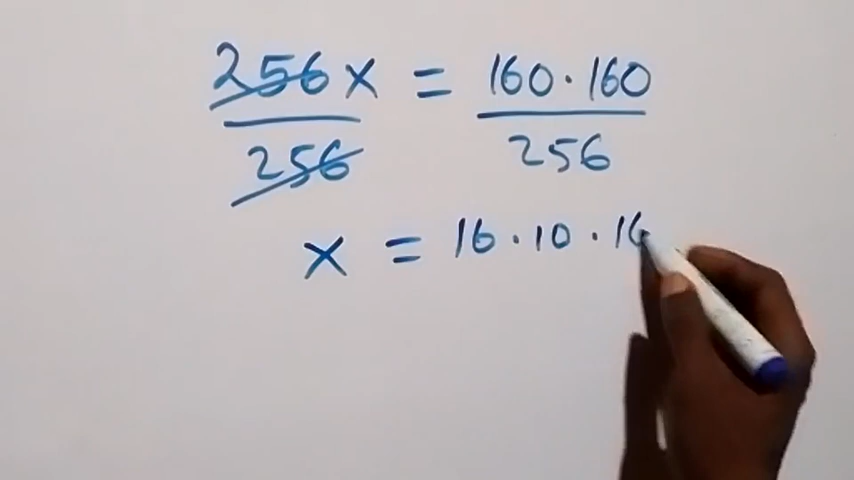 256x = 160·160
256 256
x = 16·10·16